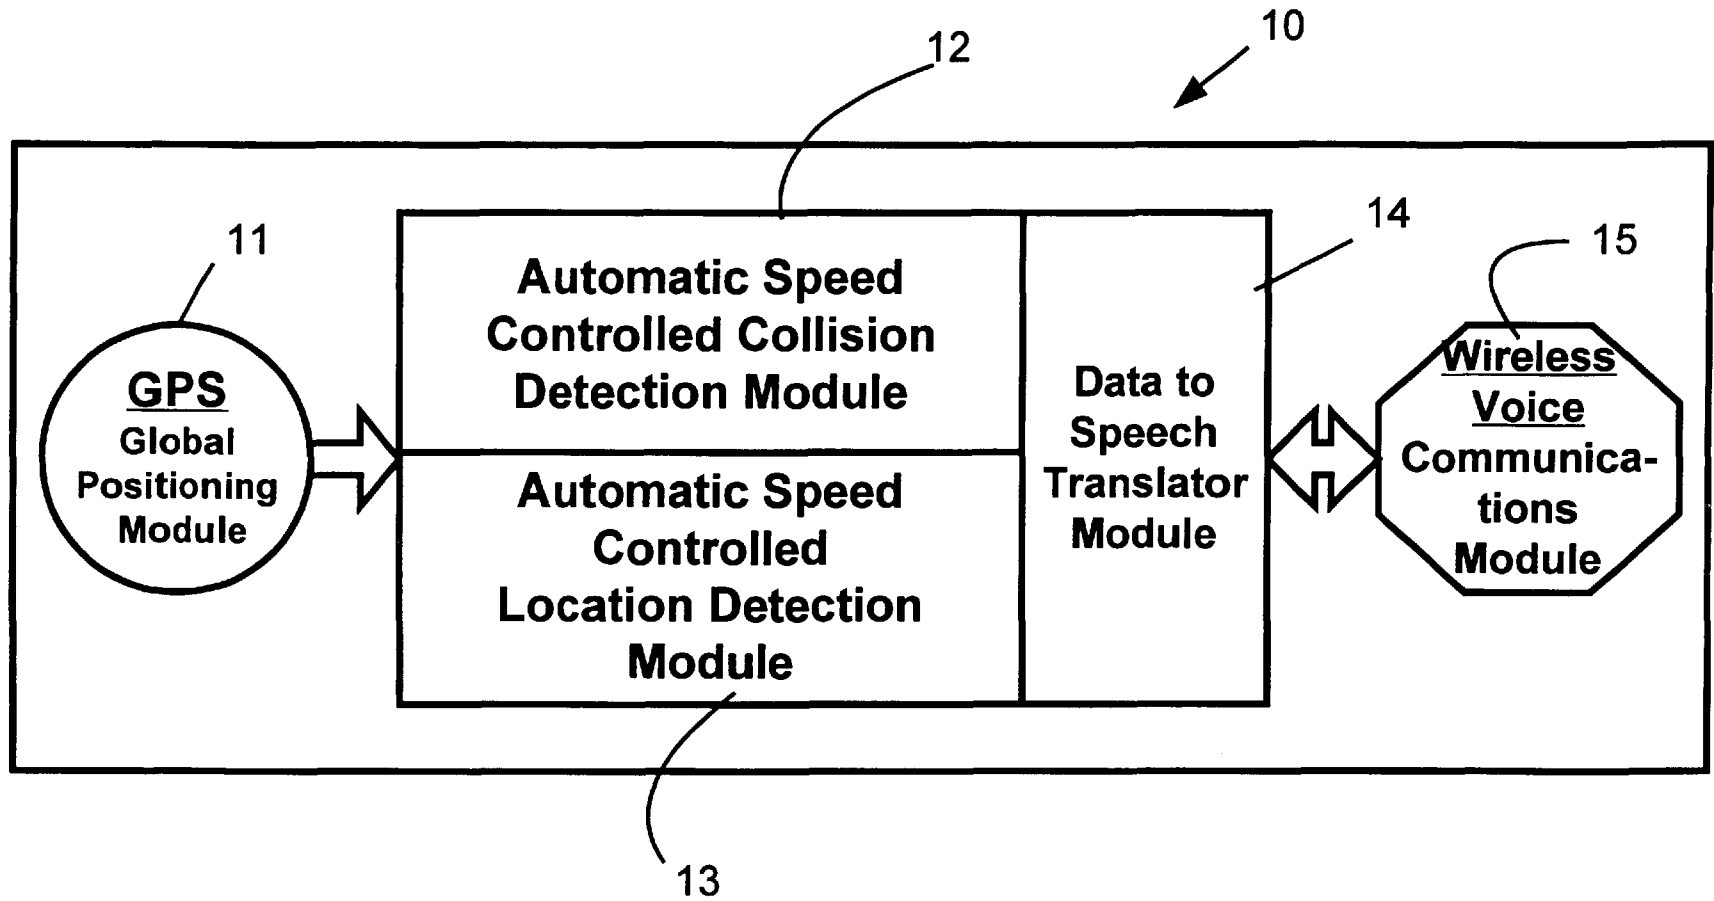 10
12
11
14
15
GPS
Global
Positioning
Module
Automatic Speed
Controlled Collision
Detection Module
Automatic Speed
Controlled
Location Detection
Module
Data to
Speech
Translator
Module
Wireless
Voice
Communica-
tions
Module
13